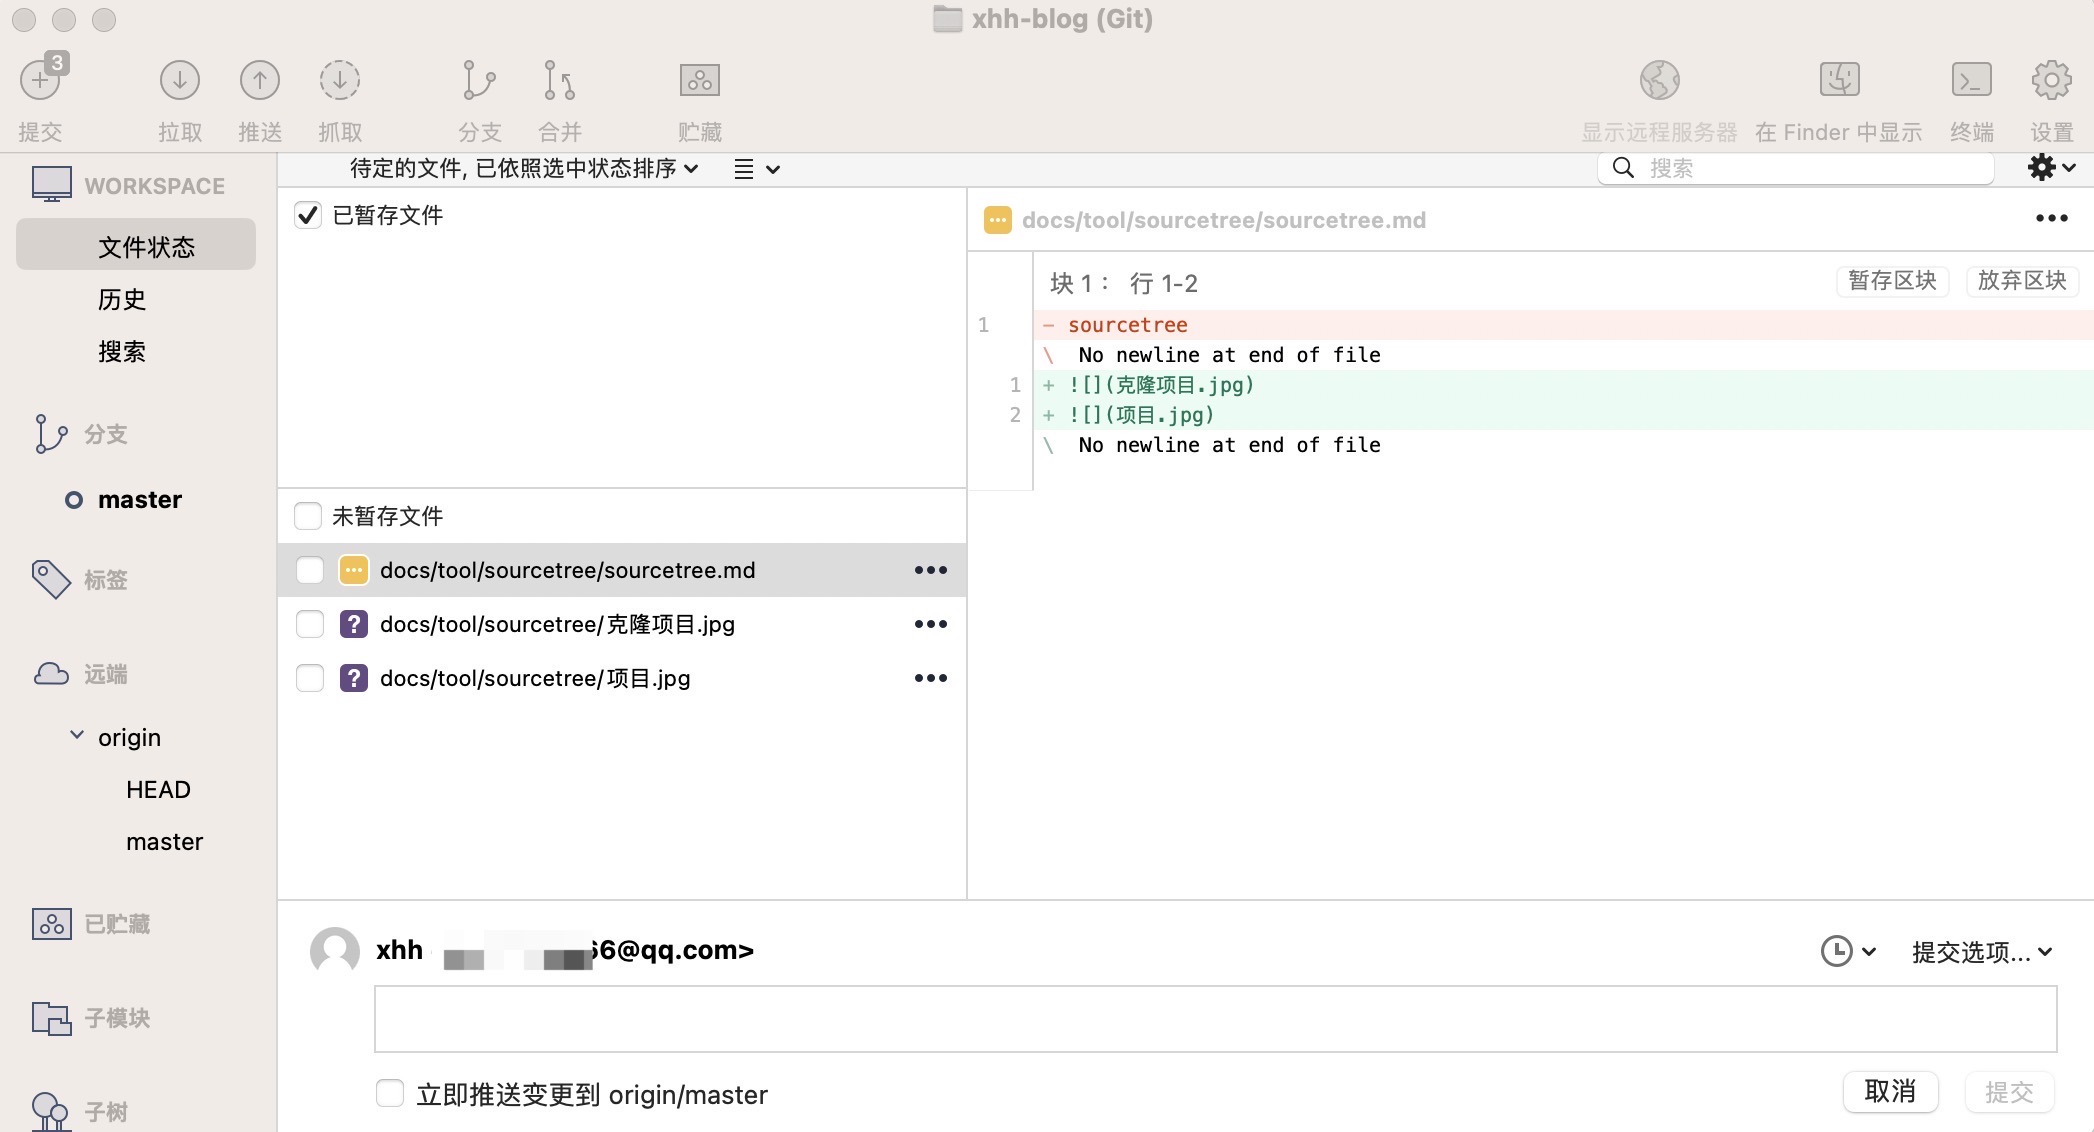 xhh-blog (Git)
3
提交
拉取
推送
抓取
分支
合并
贮藏
显示远程服务器
在 Finder 中显示
终端
设置
待定的文件, 已依照选中状态排序
搜索
WORKSPACE
文件状态
历史
搜索
分支
master
标签
远端
origin
HEAD
master
已贮藏
子模块
子树
已暂存文件
未暂存文件
docs/tool/sourcetree/sourcetree.md
docs/tool/sourcetree/克隆项目.jpg
docs/tool/sourcetree/项目.jpg
docs/tool/sourcetree/sourcetree.md
块 1： 行 1-2
暂存区块
放弃区块
1 - sourcetree
\ No newline at end of file
1 + ![](克隆项目.jpg)
2 + ![](项目.jpg)
\ No newline at end of file
xhh 66@qq.com>
提交选项...
立即推送变更到 origin/master
取消
提交